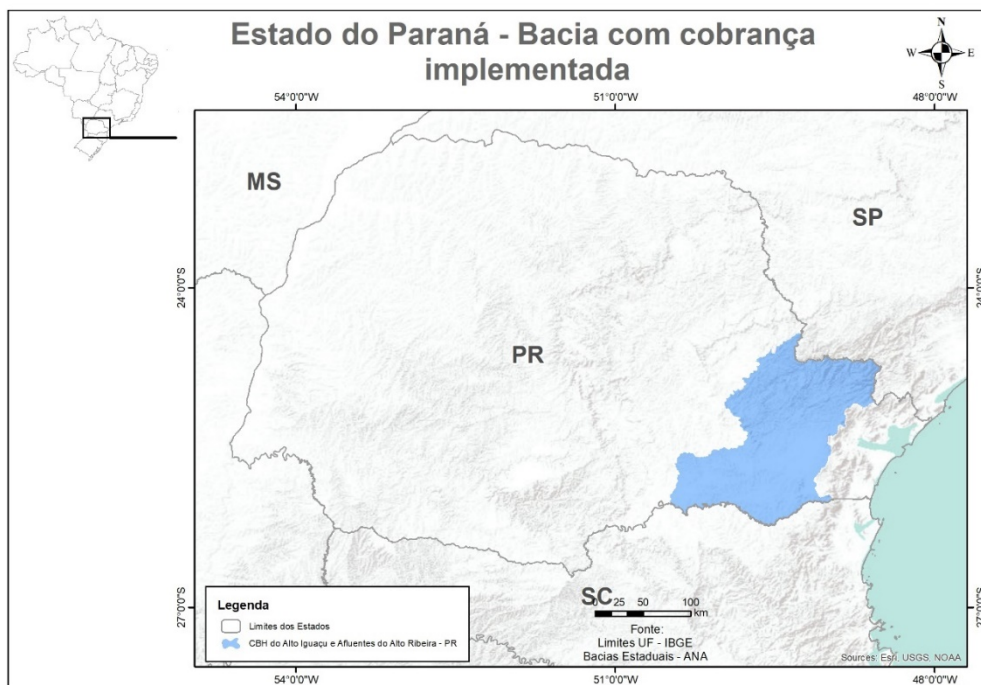 Estado do Paraná - Bacia com cobrança
implementada
N
W E
S
54°0'0"W 51°0'0"W 48°0'0"W
MS
SP
24°0'0"S 24°0'0"S
PR
27°0'0"S 27°0'0"S
SC
0 25 50 100
km
Fonte:
Limites UF - IBGE
Bacias Estaduais - ANA
Legenda
Limites dos Estados
CBH do Alto Iguaçu e Afluentes do Alto Ribeira - PR
Sources: Esri, USGS, NOAA
54°0'0"W 51°0'0"W 48°0'0"W